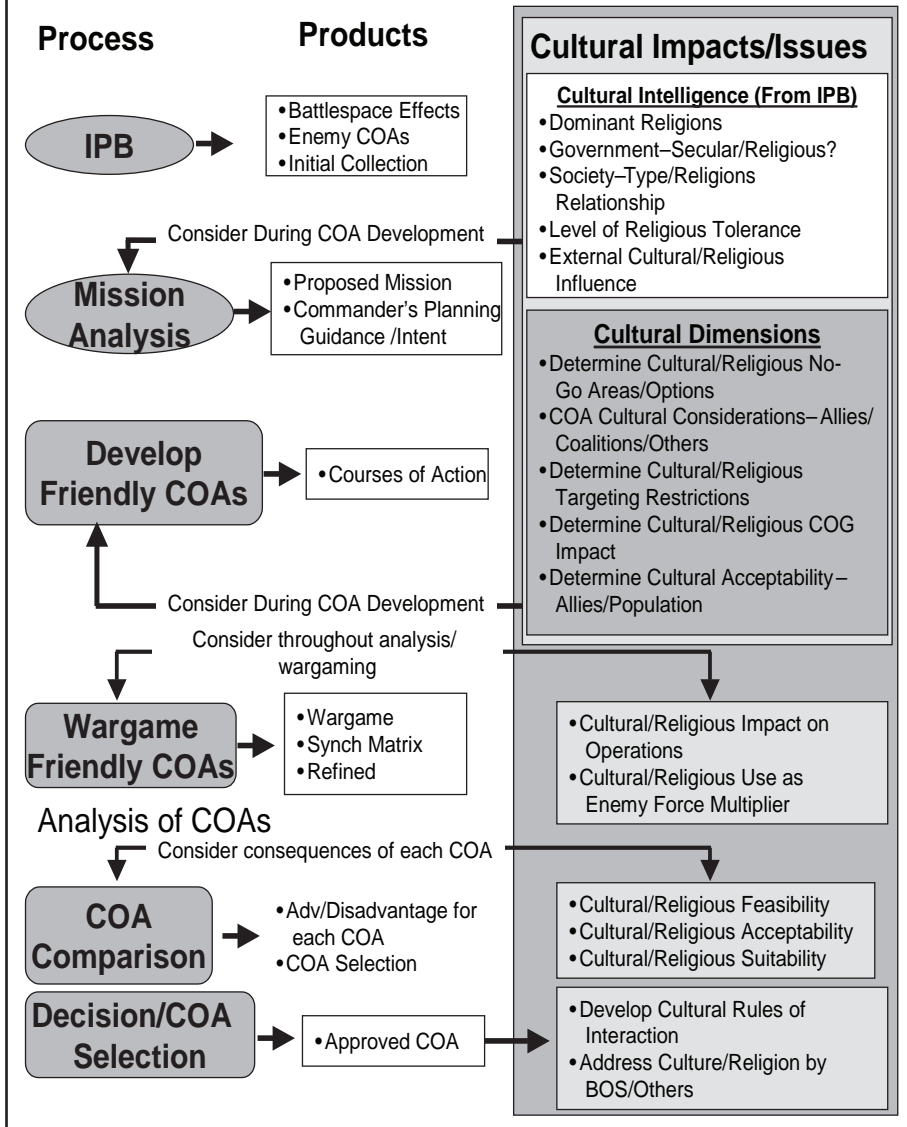 Process
Products
Cultural Impacts/Issues
IPB
•Battlespace Effects
•Enemy COAs
•Initial Collection
Cultural Intelligence (From IPB)
•Dominant Religions
•Government–Secular/Religious?
•Society–Type/Religions
Relationship
•Level of Religious Tolerance
•External Cultural/Religious
Influence
Consider During COA Development
Mission
Analysis
•Proposed Mission
•Commander's Planning
Guidance /Intent
Cultural Dimensions
•Determine Cultural/Religious No-
Go Areas/Options
•COA Cultural Considerations–Allies/
Coalitions/Others
•Determine Cultural/Religious
Targeting Restrictions
•Determine Cultural/Religious COG
Impact
•Determine Cultural Acceptability–
Allies/Population
Develop
Friendly COAs
•Courses of Action
Consider During COA Development
Consider throughout analysis/
wargaming
Wargame
Friendly COAs
•Wargame
•Synch Matrix
•Refined
•Cultural/Religious Impact on
Operations
•Cultural/Religious Use as
Enemy Force Multiplier
Analysis of COAs
Consider consequences of each COA
COA
Comparison
•Adv/Disadvantage for
each COA
•COA Selection
•Cultural/Religious Feasibility
•Cultural/Religious Acceptability
•Cultural/Religious Suitability
Decision/COA
Selection
•Approved COA
•Develop Cultural Rules of
Interaction
•Address Culture/Religion by
BOS/Others